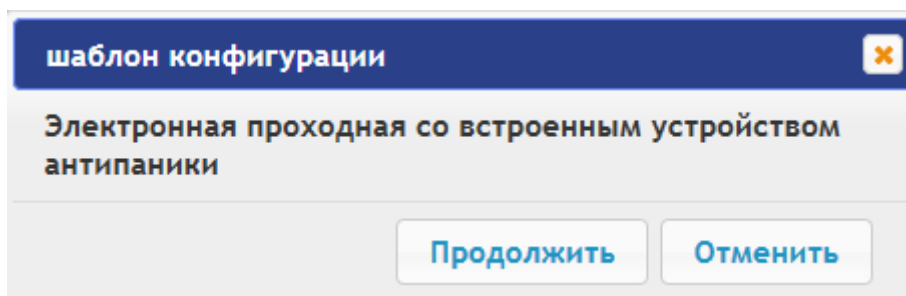 шаблон конфигурации
Электронная проходная со встроенным устройством
антипаники
Продолжить Отменить